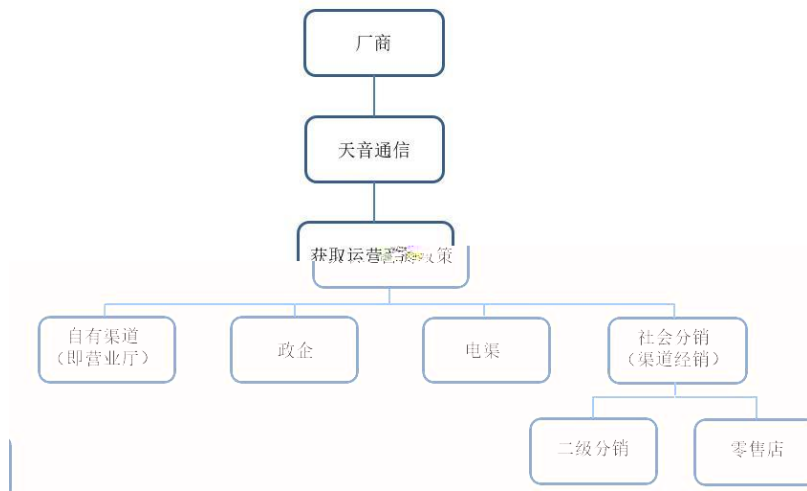 厂商
天音通信
获取运营 策
自有渠道
（即营业厅）
政企
电渠
社会分销
（渠道经销）
二级分销
零售店